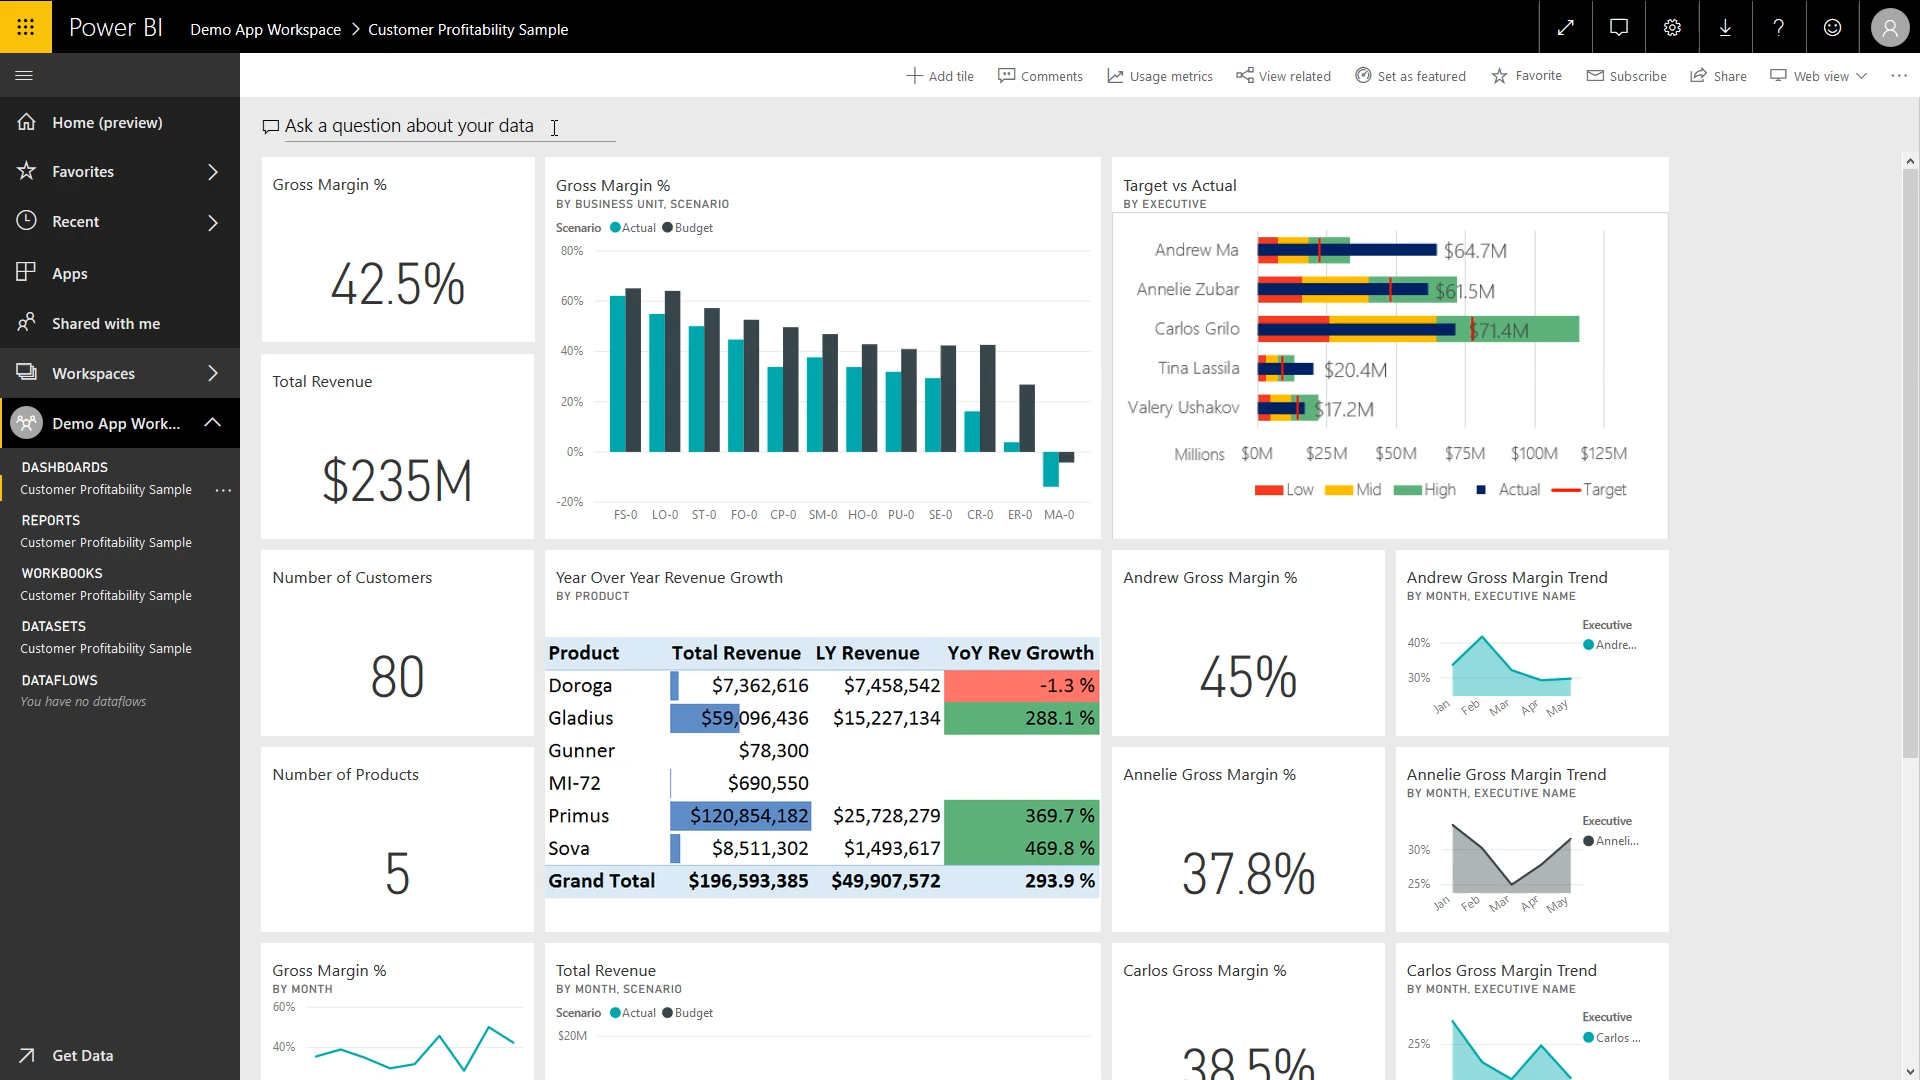 Power BI
Demo App Workspace > Customer Profitability Sample
Add tile
Comments
Usage metrics
View related
Set as featured
Favorite
Subscribe
Share
Web view
Home (preview)
Favorites
Recent
Apps
Shared with me
Workspaces
Demo App Work...
DASHBOARDS
Customer Profitability Sample ...
REPORTS
Customer Profitability Sample
WORKBOOKS
Customer Profitability Sample
DATASETS
Customer Profitability Sample
DATAFLOWS
You have no dataflows
Get Data
Ask a question about your data
Gross Margin %
42.5%
Total Revenue
$235M
Number of Customers
80
Number of Products
5
Gross Margin %
BY MONTH
60%
40%
Gross Margin %
BY BUSINESS UNIT, SCENARIO
Scenario Actual Budget
80%
60%
40%
20%
0%
-20%
FS-0 LO-0 ST-0 FO-0 CP-0 SM-0 HO-0 PU-0 SE-0 CR-0 ER-0 MA-0
Target vs Actual
BY EXECUTIVE
Andrew Ma $64.7M
Annelie Zubar $61.5M
Carlos Grilo $71.4M
Tina Lassila $20.4M
Valery Ushakov $17.2M
Millions $0M $25M $50M $75M $100M $125M
Low Mid High Actual Target
Year Over Year Revenue Growth
BY PRODUCT
Product Total Revenue LY Revenue YoY Rev Growth
Doroga $7,362,616 $7,458,542 -1.3 %
Gladius $59,096,436 $15,227,134 288.1 %
Gunner $78,300
MI-72 $690,550
Primus $120,854,182 $25,728,279 369.7 %
Sova $8,511,302 $1,493,617 469.8 %
Grand Total $196,593,385 $49,907,572 293.9 %
Total Revenue
BY MONTH, SCENARIO
Scenario Actual Budget
$20M
Andrew Gross Margin %
45%
Andrew Gross Margin Trend
BY MONTH, EXECUTIVE NAME
Executive
Andre...
40%
30%
Jan Feb Mar Apr May
Annelie Gross Margin %
37.8%
Annelie Gross Margin Trend
BY MONTH, EXECUTIVE NAME
Executive
Anneli...
30%
25%
Jan Feb Mar Apr May
Carlos Gross Margin %
38.5%
Carlos Gross Margin Trend
BY MONTH, EXECUTIVE NAME
Executive
Carlos ...
25%